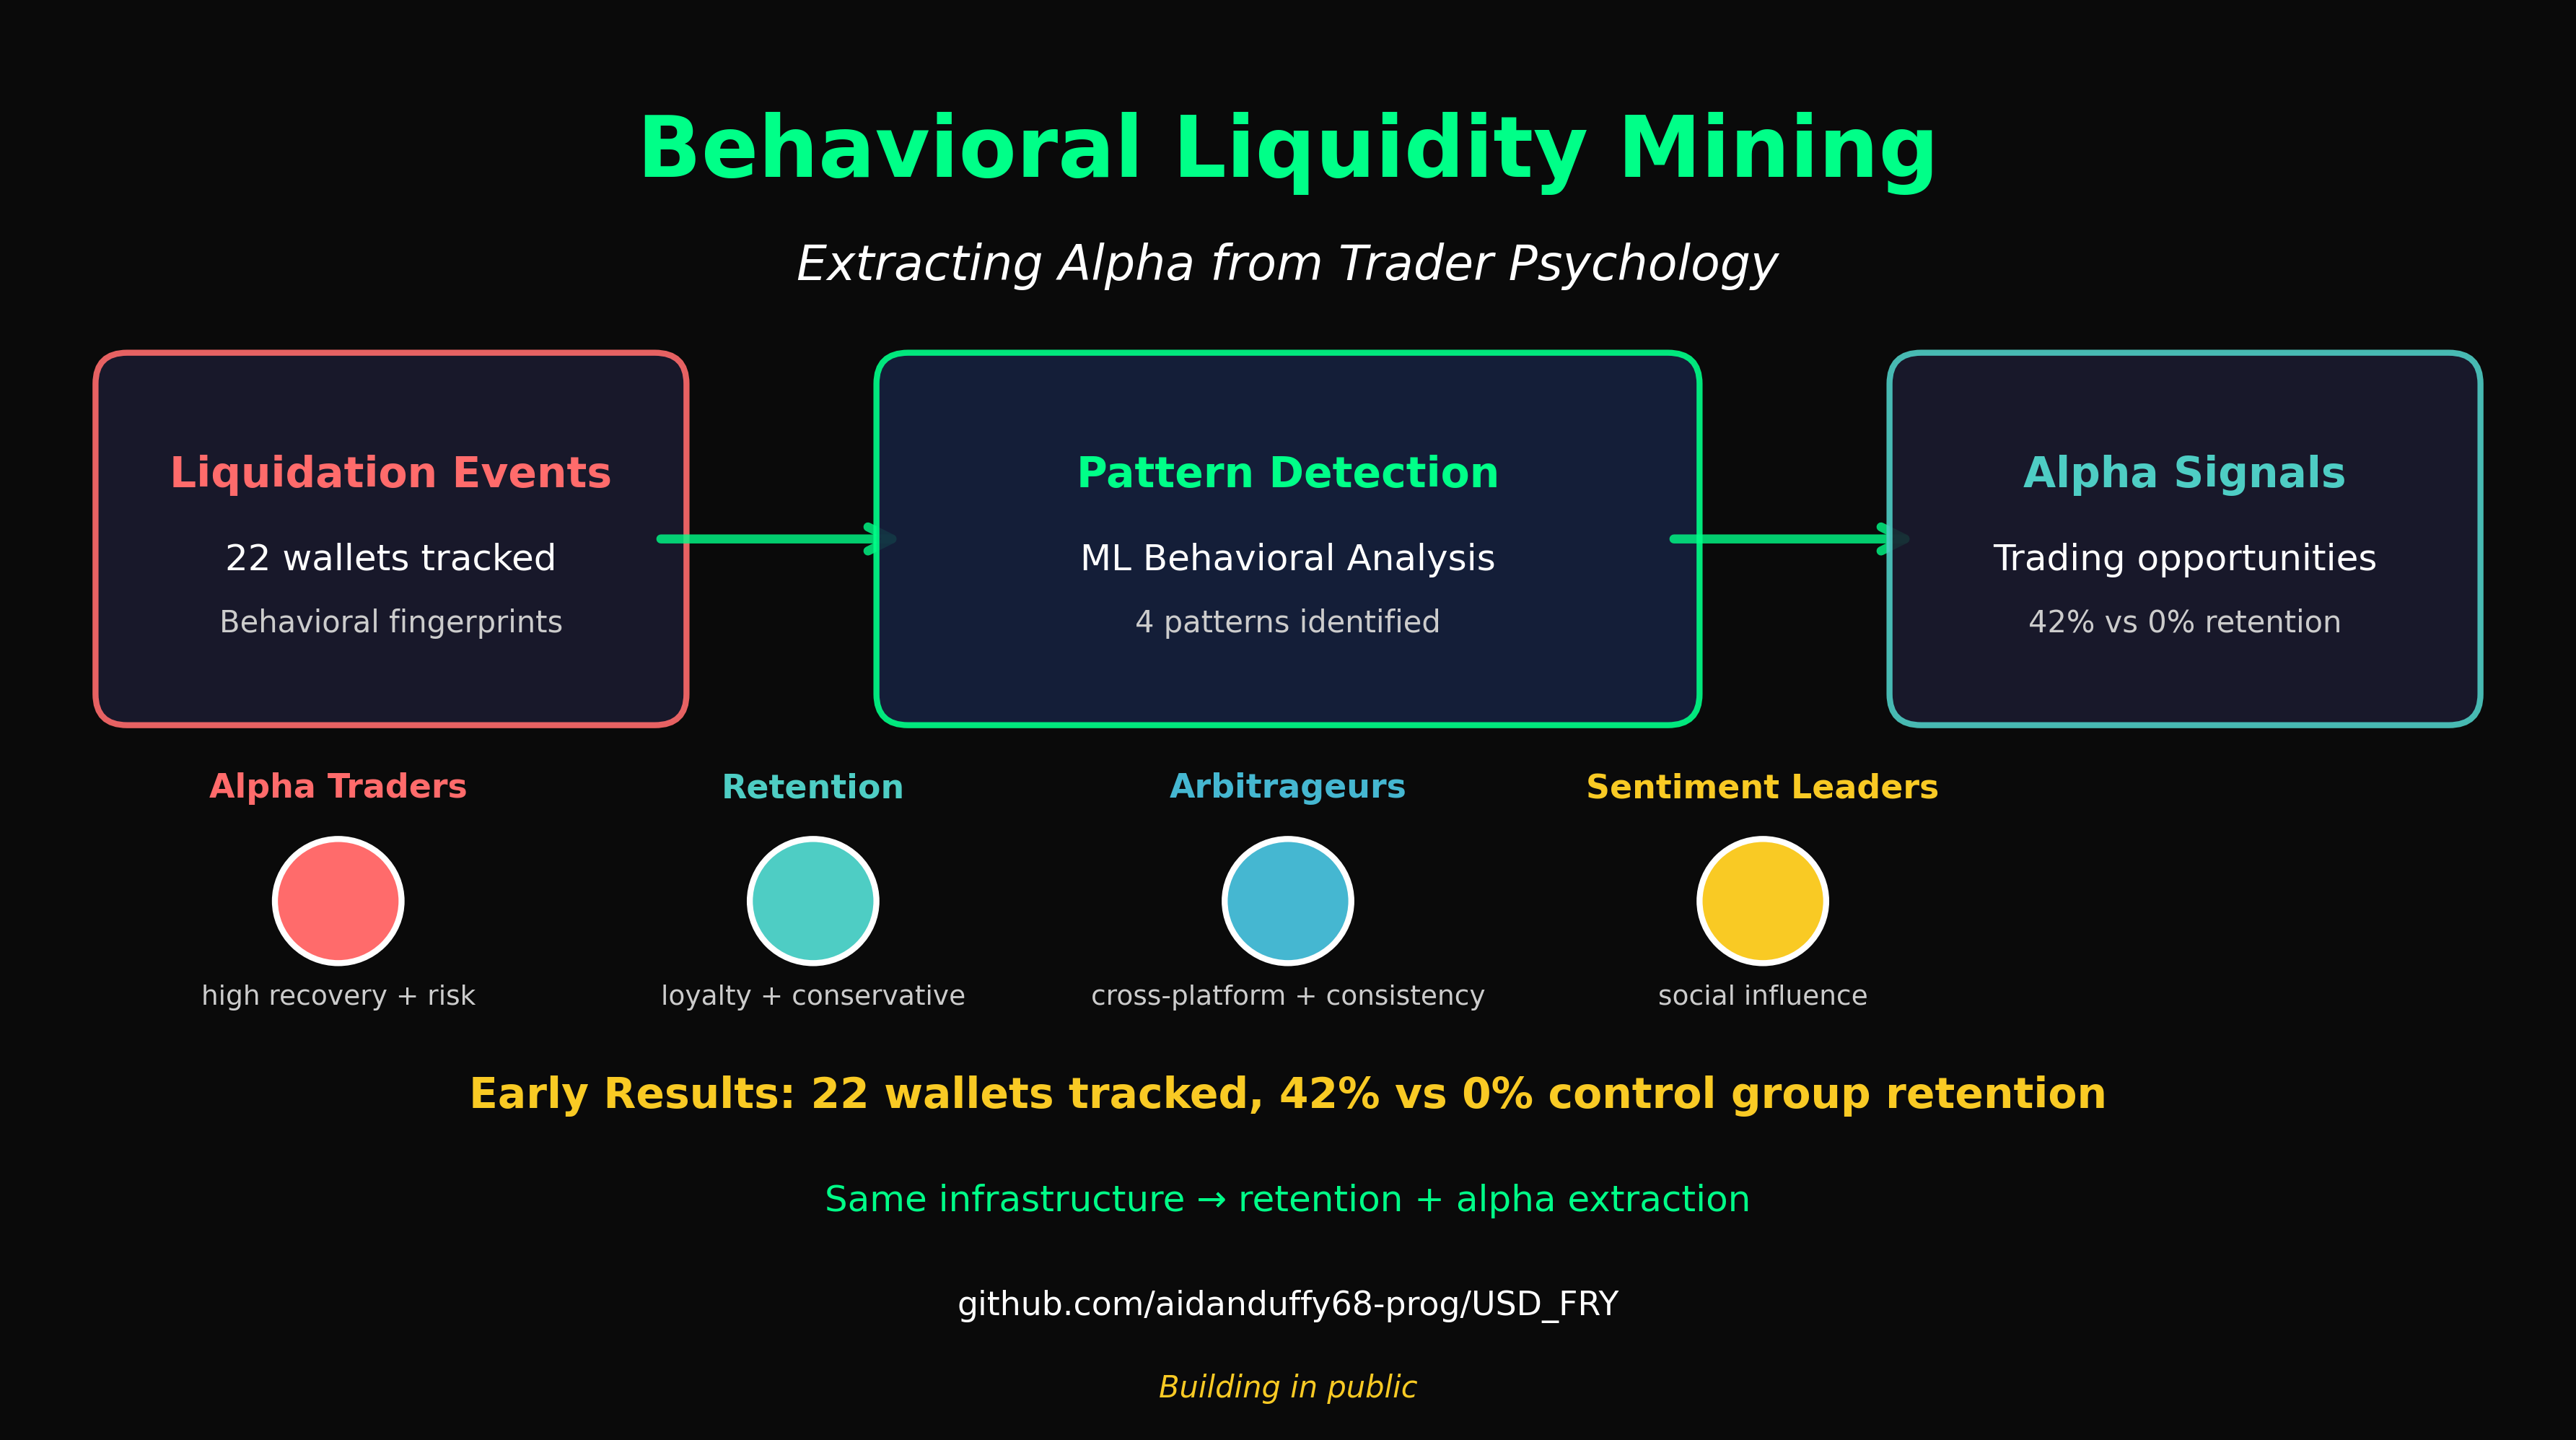 Behavioral Liquidity Mining
Extracting Alpha from Trader Psychology
Liquidation Events
22 wallets tracked
Behavioral fingerprints
Pattern Detection
ML Behavioral Analysis
4 patterns identified
Alpha Signals
Trading opportunities
42% vs 0% retention
Alpha Traders
high recovery + risk
Retention
loyalty + conservative
Arbitrageurs
cross-platform + consistency
Sentiment Leaders
social influence
Early Results: 22 wallets tracked, 42% vs 0% control group retention
Same infrastructure → retention + alpha extraction
github.com/aidanduffy68-prog/USD_FRY
Building in public